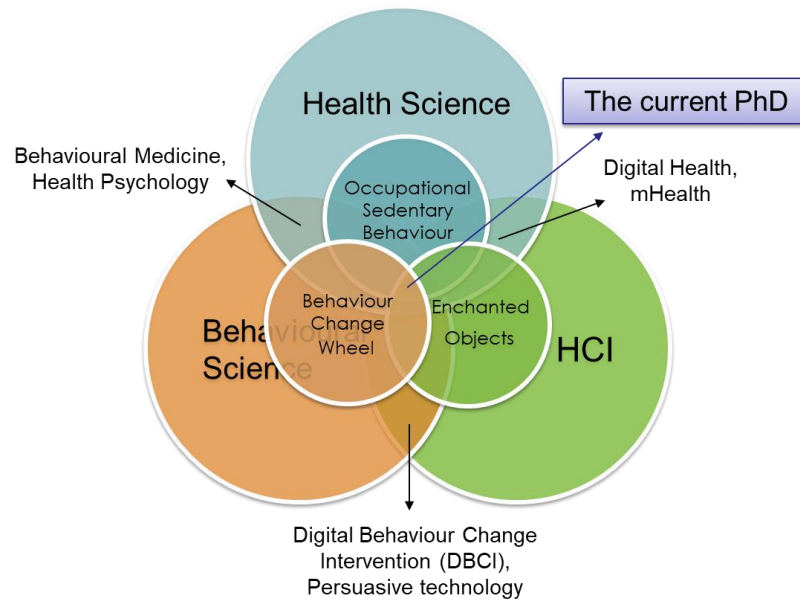 Health Science
The current PhD
Behavioural Medicine,
Health Psychology
Digital Health,
mHealth
Occupational
Sedentary
Behaviour
Behaviour
Change
Wheel
Enchanted
Objects
Behavioural
Science
HCI
Digital Behaviour Change
Intervention (DBCI),
Persuasive technology